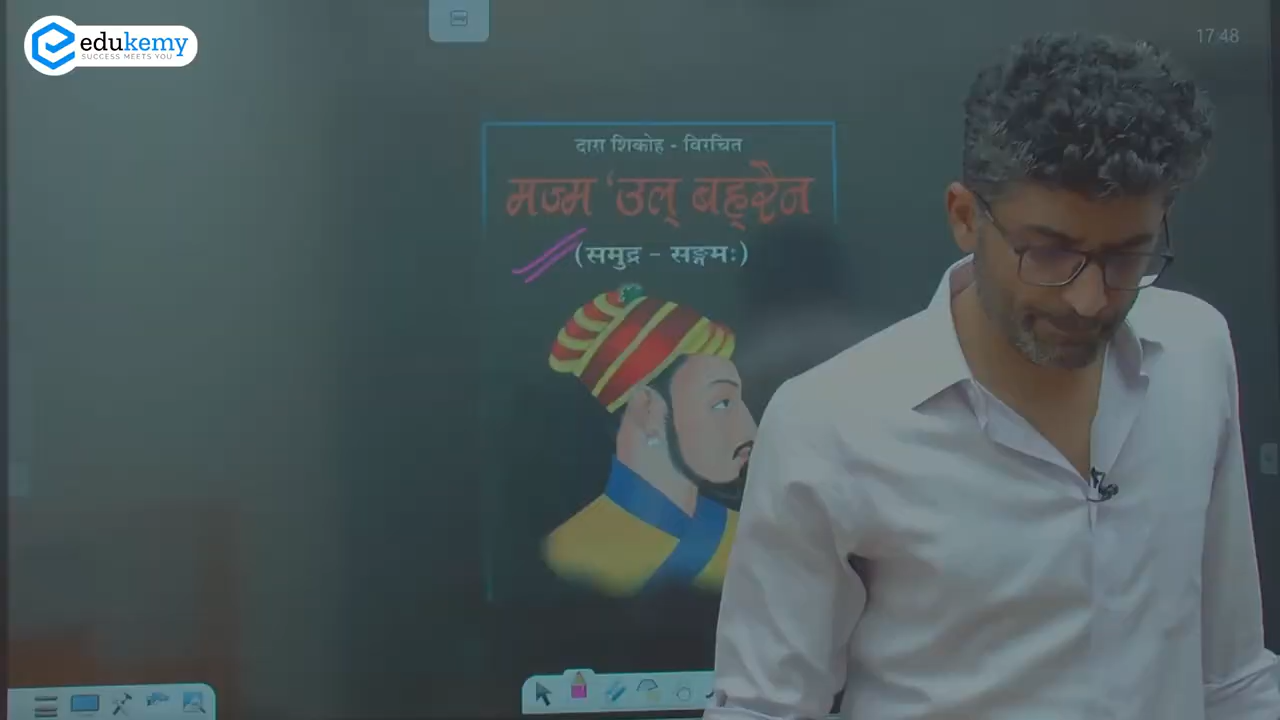 edukemy
SUCCESS MEETS YOU
17:48
दारा शिकोह - विरचित
मज्म 'उल् बह्रैन
(समुद्र - सङ्गमः)